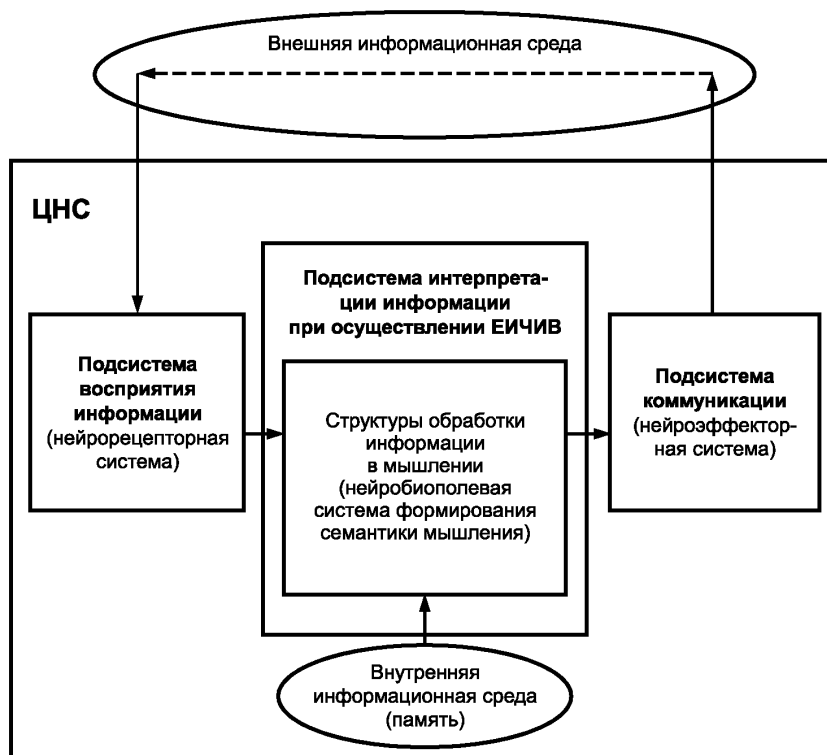 Внешняя информационная среда
ЦНС
Подсистема интерпрета-
ции информации
при осуществлении ЕИЧИВ
Подсистема
восприятия
информации
(нейрорецепторная
система)
Структуры обработки
информации
в мышлении
(нейробиополевая
система формирования
семантики мышления)
Подсистема
коммуникации
(нейроэффектор-
ная система)
Внутренняя
информационная среда
(память)